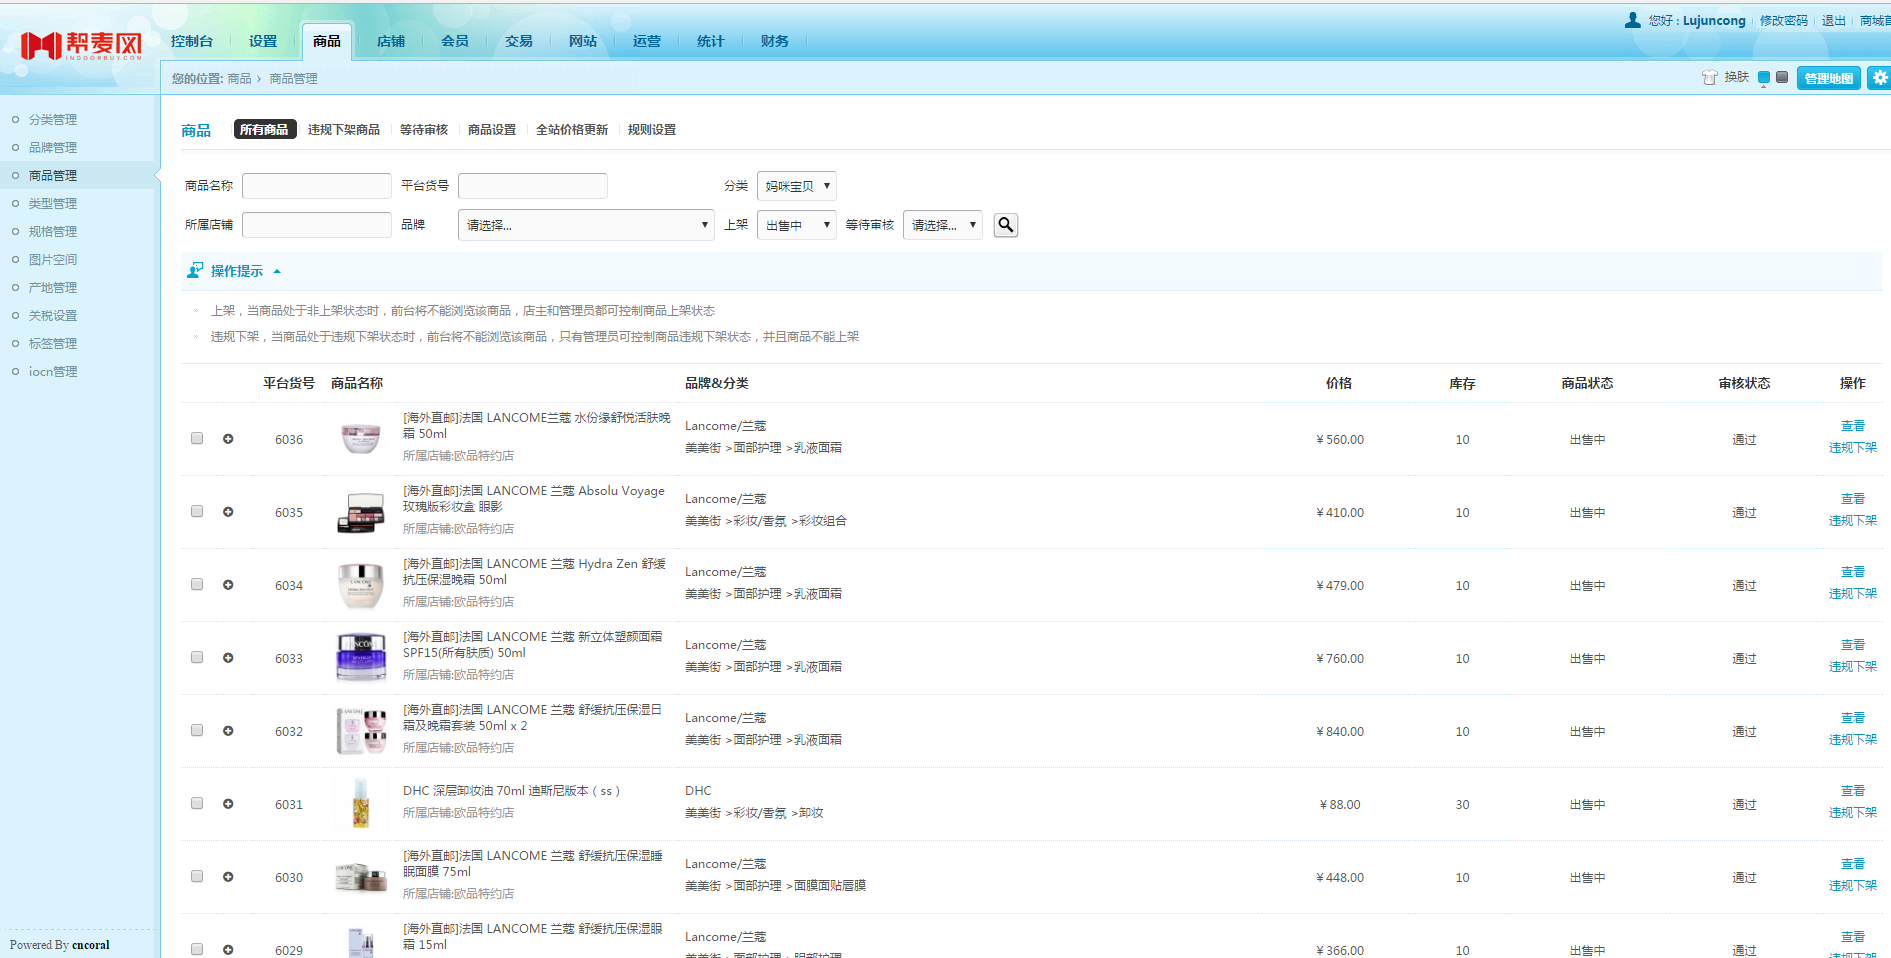 帮麦网
INDOORBUY.COM
控制台 设置 商品 店铺 会员 交易 网站 运营 统计 财务
您好 : Lujuncong 修改密码 退出 商城首
您的位置: 商品 › 商品管理
换肤 管理地图
分类管理
品牌管理
商品管理
类型管理
规格管理
图片空间
产地管理
关税设置
标签管理
iocn管理
Powered By cncoral
商品 所有商品 违规下架商品 等待审核 商品设置 全站价格更新 规则设置
商品名称 平台货号 分类 妈咪宝贝
所属店铺 品牌 请选择... 上架 出售中 等待审核 请选择...
操作提示
上架，当商品处于非上架状态时，前台将不能浏览该商品，店主和管理员都可控制商品上架状态
违规下架，当商品处于违规下架状态时，前台将不能浏览该商品，只有管理员可控制商品违规下架状态，并且商品不能上架
平台货号 商品名称 品牌&分类 价格 库存 商品状态 审核状态 操作
6036
[海外直邮]法国 LANCOME兰蔻 水份缘舒悦活肤晚
霜 50ml
所属店铺:欧品特约店
Lancome/兰蔻
美美街 >面部护理 >乳液面霜
¥ 560.00 10 出售中 通过
查看
违规下架
6035
[海外直邮]法国 LANCOME 兰蔻 Absolu Voyage
玫瑰版彩妆盒 眼影
所属店铺:欧品特约店
Lancome/兰蔻
美美街 >彩妆/香氛 >彩妆组合
¥ 410.00 10 出售中 通过
查看
违规下架
6034
[海外直邮]法国 LANCOME 兰蔻 Hydra Zen 舒缓
抗压保湿晚霜 50ml
所属店铺:欧品特约店
Lancome/兰蔻
美美街 >面部护理 >乳液面霜
¥ 479.00 10 出售中 通过
查看
违规下架
6033
[海外直邮]法国 LANCOME 兰蔻 新立体塑颜面霜
SPF15(所有肤质) 50ml
所属店铺:欧品特约店
Lancome/兰蔻
美美街 >面部护理 >乳液面霜
¥ 760.00 10 出售中 通过
查看
违规下架
6032
[海外直邮]法国 LANCOME 兰蔻 舒缓抗压保湿日
霜及晚霜套装 50ml x 2
所属店铺:欧品特约店
Lancome/兰蔻
美美街 >面部护理 >乳液面霜
¥ 840.00 10 出售中 通过
查看
违规下架
6031
DHC 深层卸妆油 70ml 迪斯尼版本（ss）
所属店铺:欧品特约店
DHC
美美街 >彩妆/香氛 >卸妆
¥ 88.00 30 出售中 通过
查看
违规下架
6030
[海外直邮]法国 LANCOME 兰蔻 舒缓抗压保湿睡
眠面膜 75ml
所属店铺:欧品特约店
Lancome/兰蔻
美美街 >面部护理 >面膜面贴唇膜
¥ 448.00 10 出售中 通过
查看
违规下架
6029
[海外直邮]法国 LANCOME 兰蔻 舒缓抗压保湿眼
霜 15ml
Lancome/兰蔻
美美街 >面部护理 >眼部护理
¥ 366.00 10 出售中 通过
查看
违规下架